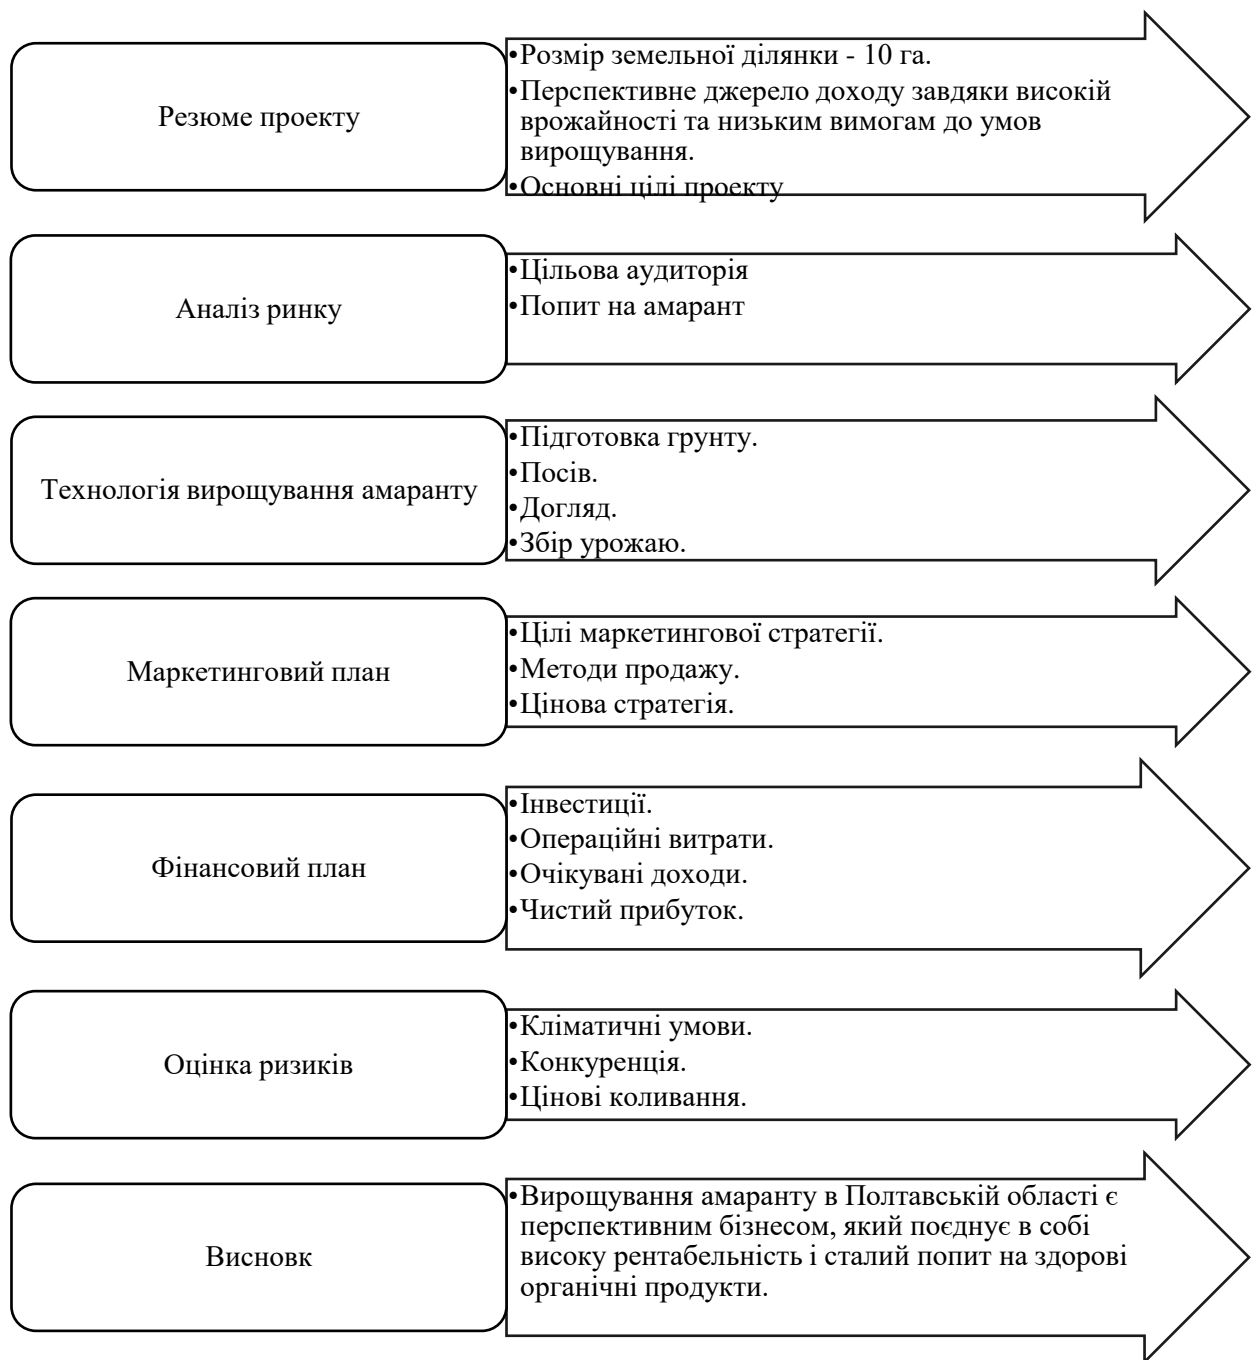 Резюме проекту
•Розмір земельної ділянки - 10 га.
•Перспективне джерело доходу завдяки високій
врожайності та низьким вимогам до умов
вирощування.
•Основні цілі проекту
Аналіз ринку
•Цільова аудиторія
•Попит на амарант
Технологія вирощування амаранту
•Підготовка грунту.
•Посів.
•Догляд.
•Збір урожаю.
Маркетинговий план
•Цілі маркетингової стратегії.
•Методи продажу.
•Цінова стратегія.
Фінансовий план
•Інвестиції.
•Операційні витрати.
•Очікувані доходи.
•Чистий прибуток.
Оцінка ризиків
•Кліматичні умови.
•Конкуренція.
•Цінові коливання.
Висновк
•Вирощування амаранту в Полтавській області є
перспективним бізнесом, який поєднує в собі
високу рентабельність і сталий попит на здорові
органічні продукти.